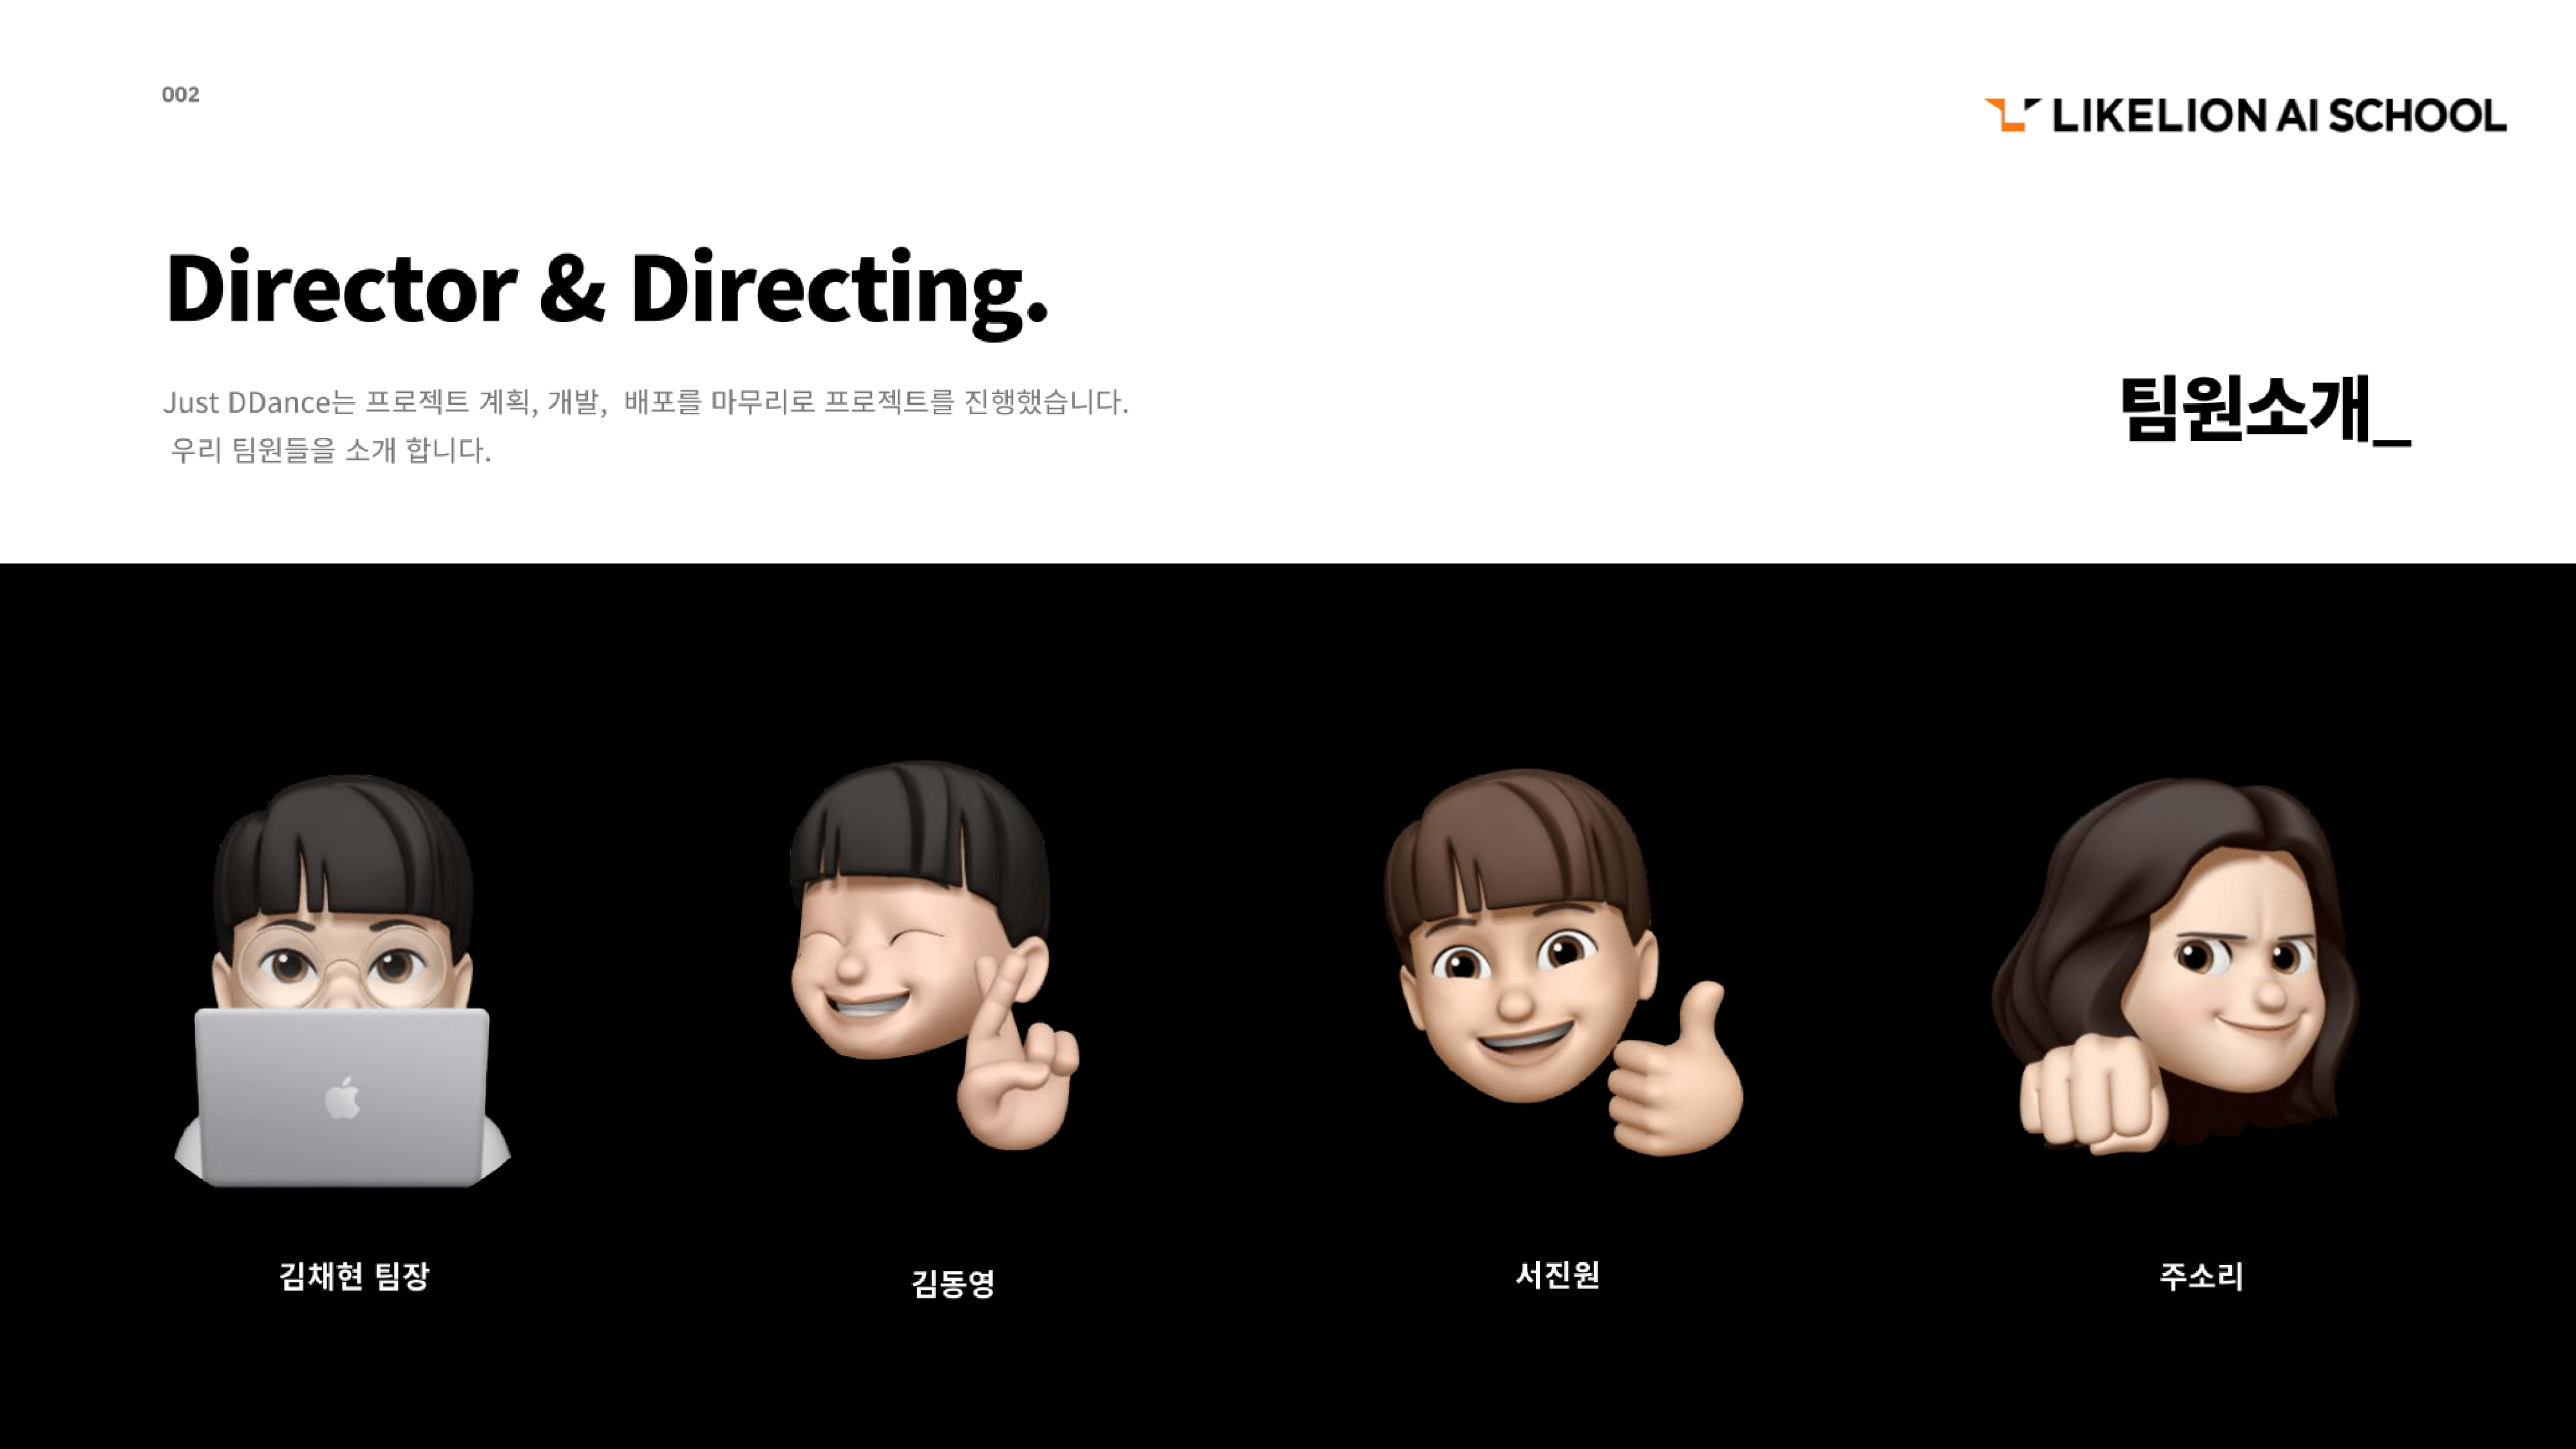 002
LIKELION AI SCHOOL
Director & Directing.
Just DDance는 프로젝트 계획, 개발,  배포를 마무리로 프로젝트를 진행했습니다.
우리 팀원들을 소개 합니다.
팀원소개_
김채현 팀장
김동영
서진원
주소리